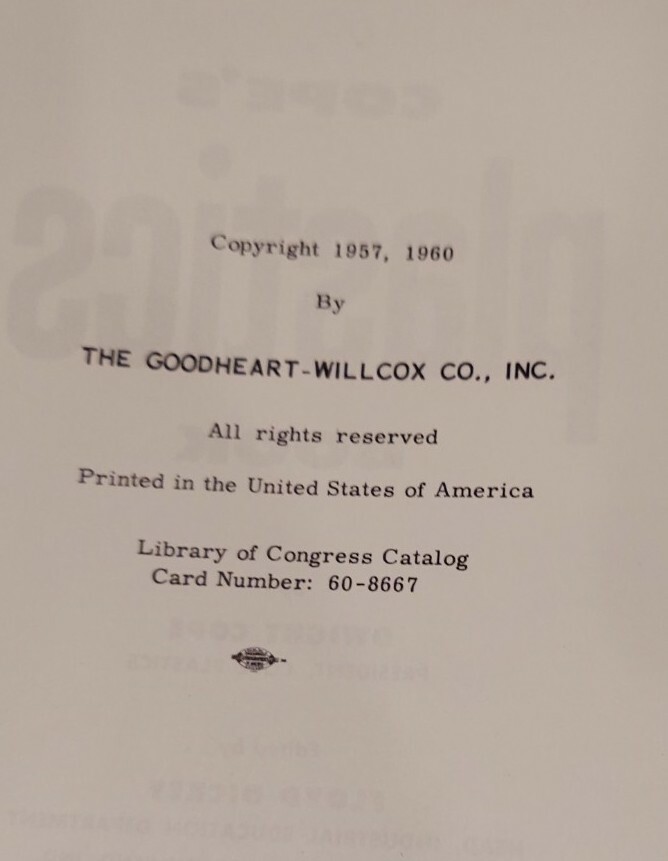 Copyright 1957, 1960
By
THE GOODHEART-WILLCOX CO., INC.
All rights reserved
Printed in the United States of America
Library of Congress Catalog
Card Number: 60-8667